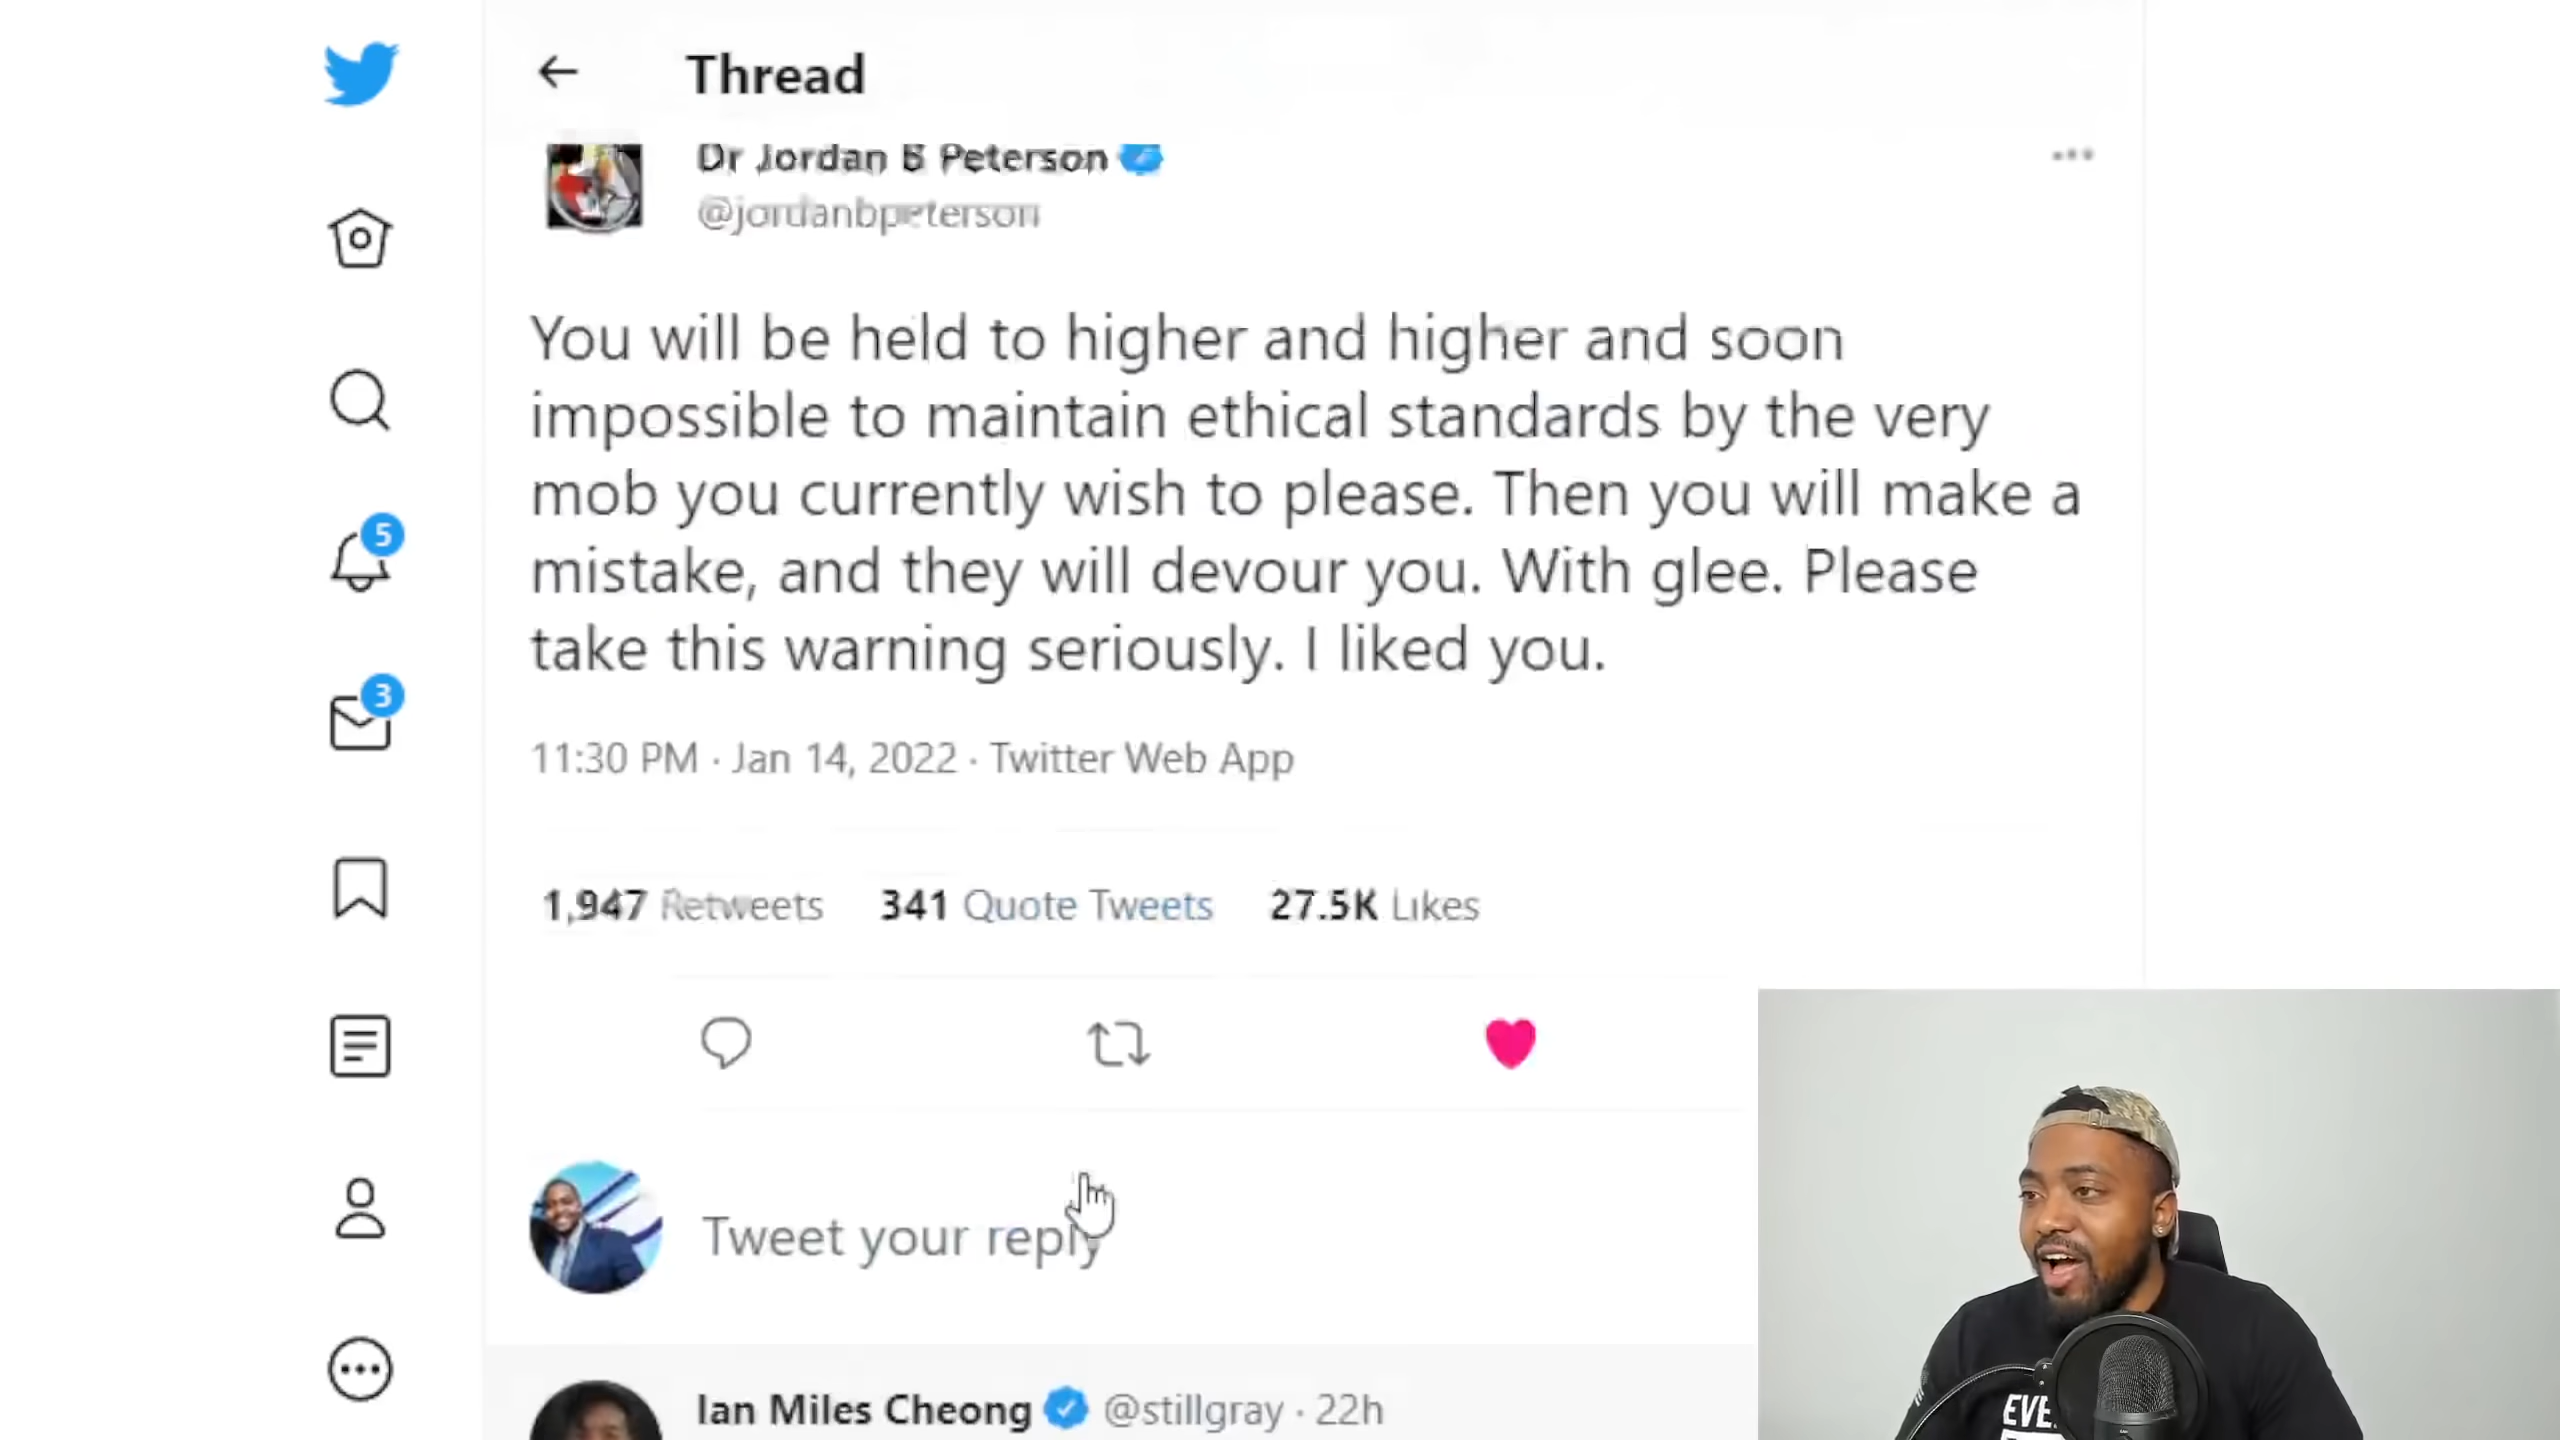 Thread
Dr Jordan B Peterson
@jordanbpeterson
You will be held to higher and higher and soon
impossible to maintain ethical standards by the very
mob you currently wish to please. Then you will make a
mistake, and they will devour you. With glee. Please
take this warning seriously. I liked you.
11:30 PM · Jan 14, 2022 · Twitter Web App
1,947 Retweets 341 Quote Tweets 27.5K Likes
Tweet your reply
Ian Miles Cheong @stillgray · 22h
5
3
EVE